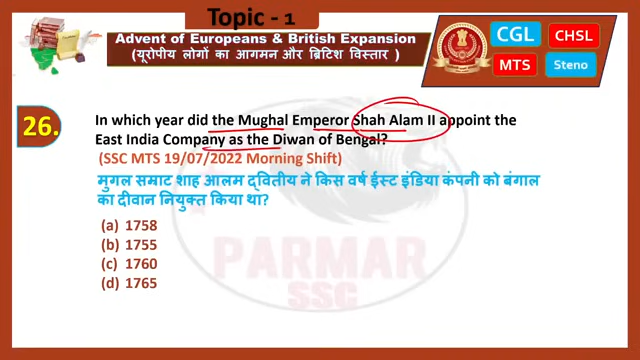 Topic - 1
Advent of Europeans & British Expansion
(यूरोपीय लोगों का आगमन और ब्रिटिश विस्तार )
CGL
CHSL
MTS
Steno
26.
In which year did the Mughal Emperor Shah Alam II appoint the
East India Company as the Diwan of Bengal?
(SSC MTS 19/07/2022 Morning Shift)
मुगल सम्राट शाह आलम द्वितीय ने किस वर्ष ईस्ट इंडिया कंपनी को बंगाल
का दीवान नियुक्त किया था?
(a) 1758
(b) 1755
(c) 1760
(d) 1765
PARMAR
SSC